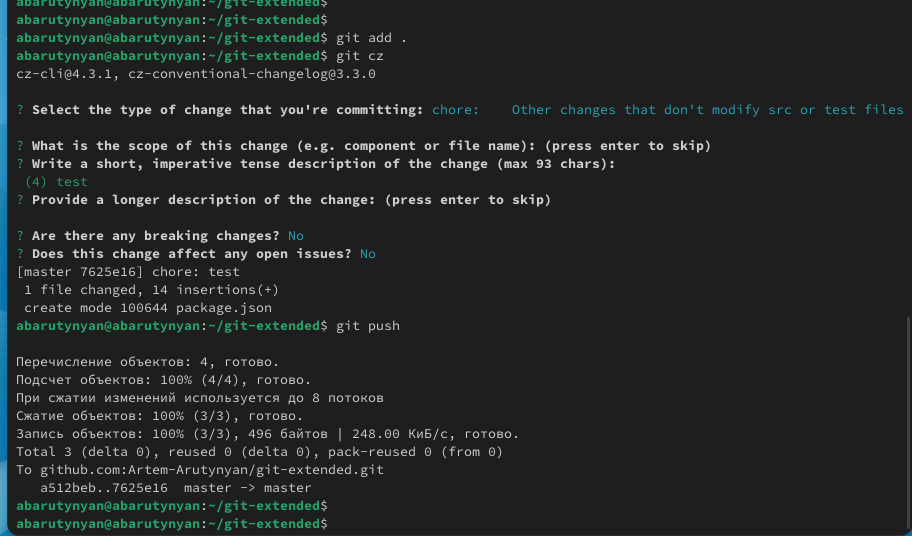 abarutynyan@abarutynyan:~/git-extended$
abarutynyan@abarutynyan:~/git-extended$
abarutynyan@abarutynyan:~/git-extended$ git add .
abarutynyan@abarutynyan:~/git-extended$ git cz
cz-cli@4.3.1, cz-conventional-changelog@3.3.0
? Select the type of change that you're committing: chore:    Other changes that don't modify src or test files
? What is the scope of this change (e.g. component or file name): (press enter to skip)
? Write a short, imperative tense description of the change (max 93 chars):
 (4) test
? Provide a longer description of the change: (press enter to skip)
? Are there any breaking changes? No
? Does this change affect any open issues? No
[master 7625e16] chore: test
 1 file changed, 14 insertions(+)
 create mode 100644 package.json
abarutynyan@abarutynyan:~/git-extended$ git push
Перечисление объектов: 4, готово.
Подсчет объектов: 100% (4/4), готово.
При сжатии изменений используется до 8 потоков
Сжатие объектов: 100% (3/3), готово.
Запись объектов: 100% (3/3), 496 байтов | 248.00 КиБ/с, готово.
Total 3 (delta 0), reused 0 (delta 0), pack-reused 0 (from 0)
To github.com:Artem-Arutynyan/git-extended.git
   a512beb..7625e16  master -> master
abarutynyan@abarutynyan:~/git-extended$
abarutynyan@abarutynyan:~/git-extended$